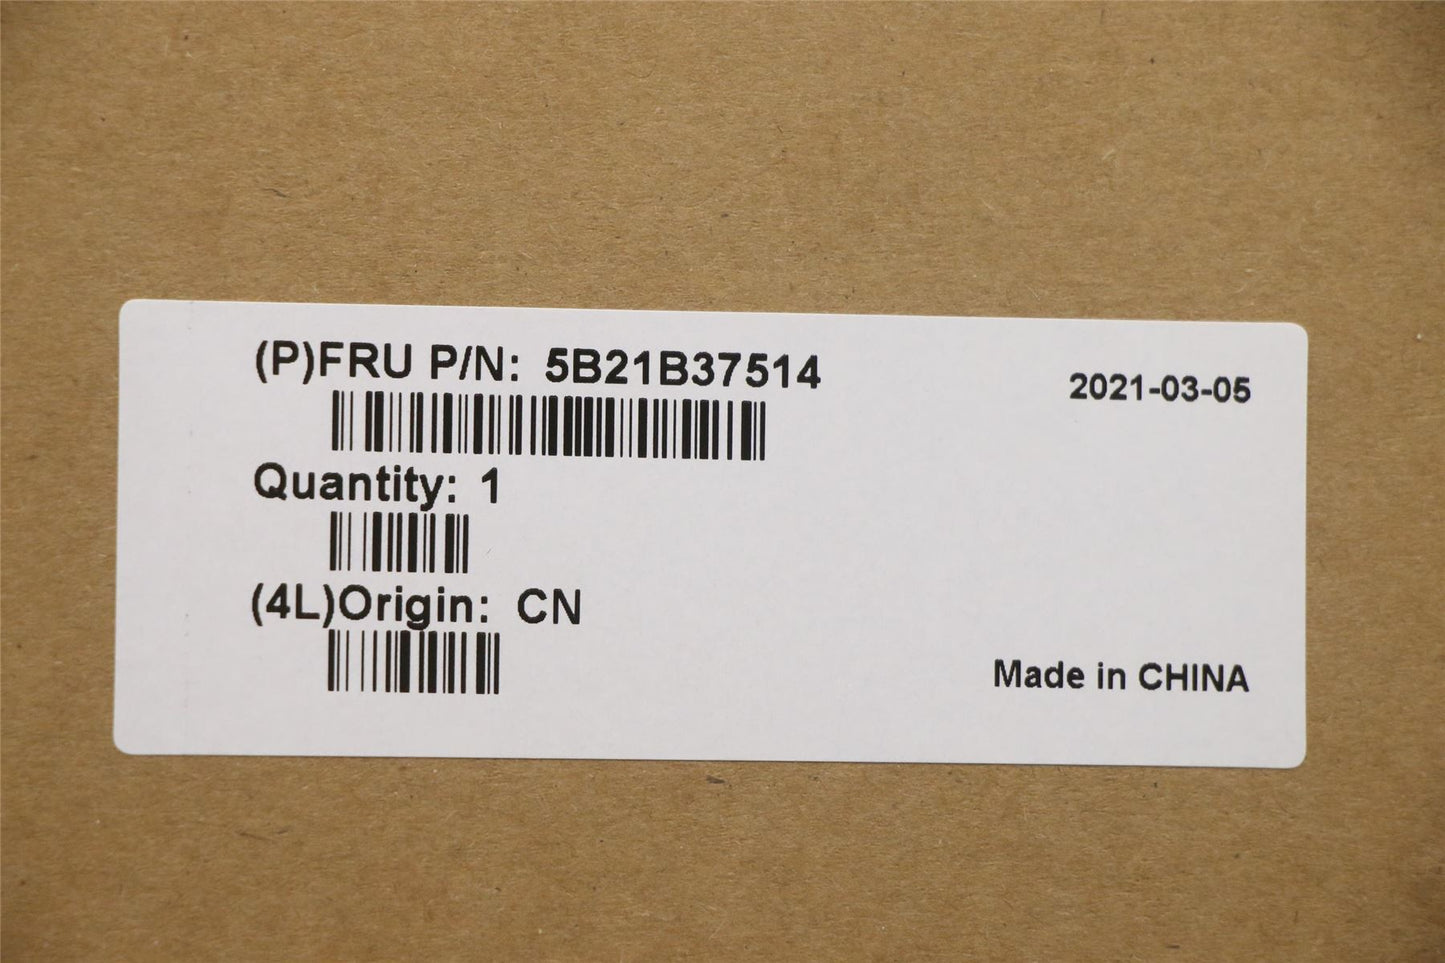 (P)FRU P/N: 5B21B37514
2021-03-05
Quantity: 1
(4L)Origin: CN
Made in CHINA